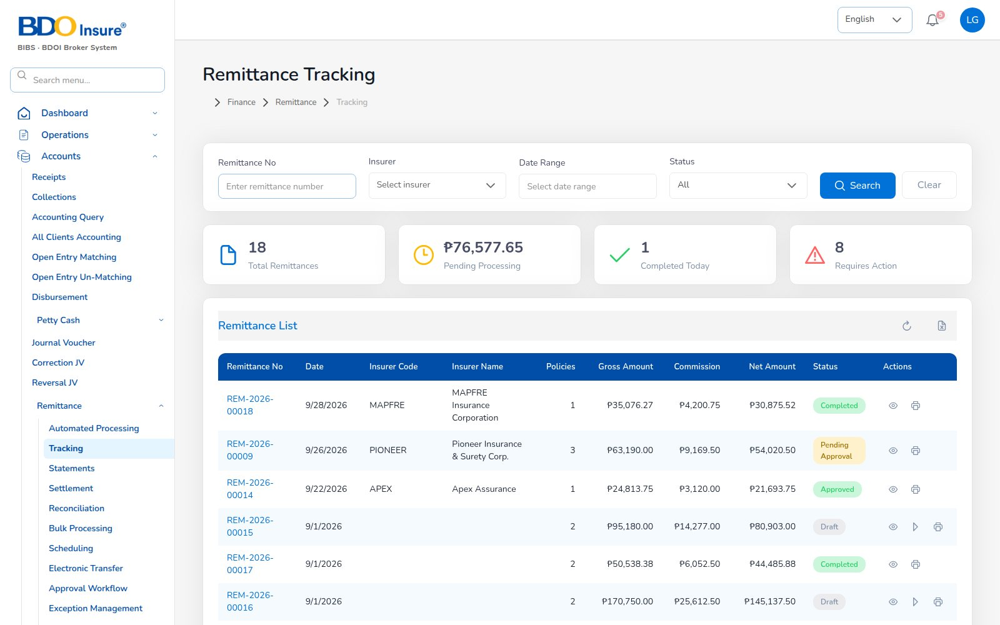 BDO Insure®
BIBS · BDOI Broker System
Search menu...
Dashboard
Operations
Accounts
Receipts
Collections
Accounting Query
All Clients Accounting
Open Entry Matching
Open Entry Un-Matching
Disbursement
Petty Cash
Journal Voucher
Correction JV
Reversal JV
Remittance
Automated Processing
Tracking
Statements
Settlement
Reconciliation
Bulk Processing
Scheduling
Electronic Transfer
Approval Workflow
Exception Management
English
5
LG
Remittance Tracking
Finance Remittance Tracking
Remittance No
Enter remittance number
Insurer
Select insurer
Date Range
Select date range
Status
All
Search
Clear
18
Total Remittances
₱76,577.65
Pending Processing
1
Completed Today
8
Requires Action
Remittance List
Remittance No Date Insurer Code Insurer Name Policies Gross Amount Commission Net Amount Status Actions
REM-2026-
00018
9/28/2026
MAPFRE
MAPFRE
Insurance
Corporation
1
₱35,076.27
₱4,200.75
₱30,875.52
Completed
REM-2026-
00009
9/26/2026
PIONEER
Pioneer Insurance
& Surety Corp.
3
₱63,190.00
₱9,169.50
₱54,020.50
Pending
Approval
REM-2026-
00014
9/22/2026
APEX
Apex Assurance
1
₱24,813.75
₱3,120.00
₱21,693.75
Approved
REM-2026-
00015
9/1/2026
2
₱95,180.00
₱14,277.00
₱80,903.00
Draft
REM-2026-
00017
9/1/2026
2
₱50,538.38
₱6,052.50
₱44,485.88
Completed
REM-2026-
00016
9/1/2026
2
₱170,750.00
₱25,612.50
₱145,137.50
Draft